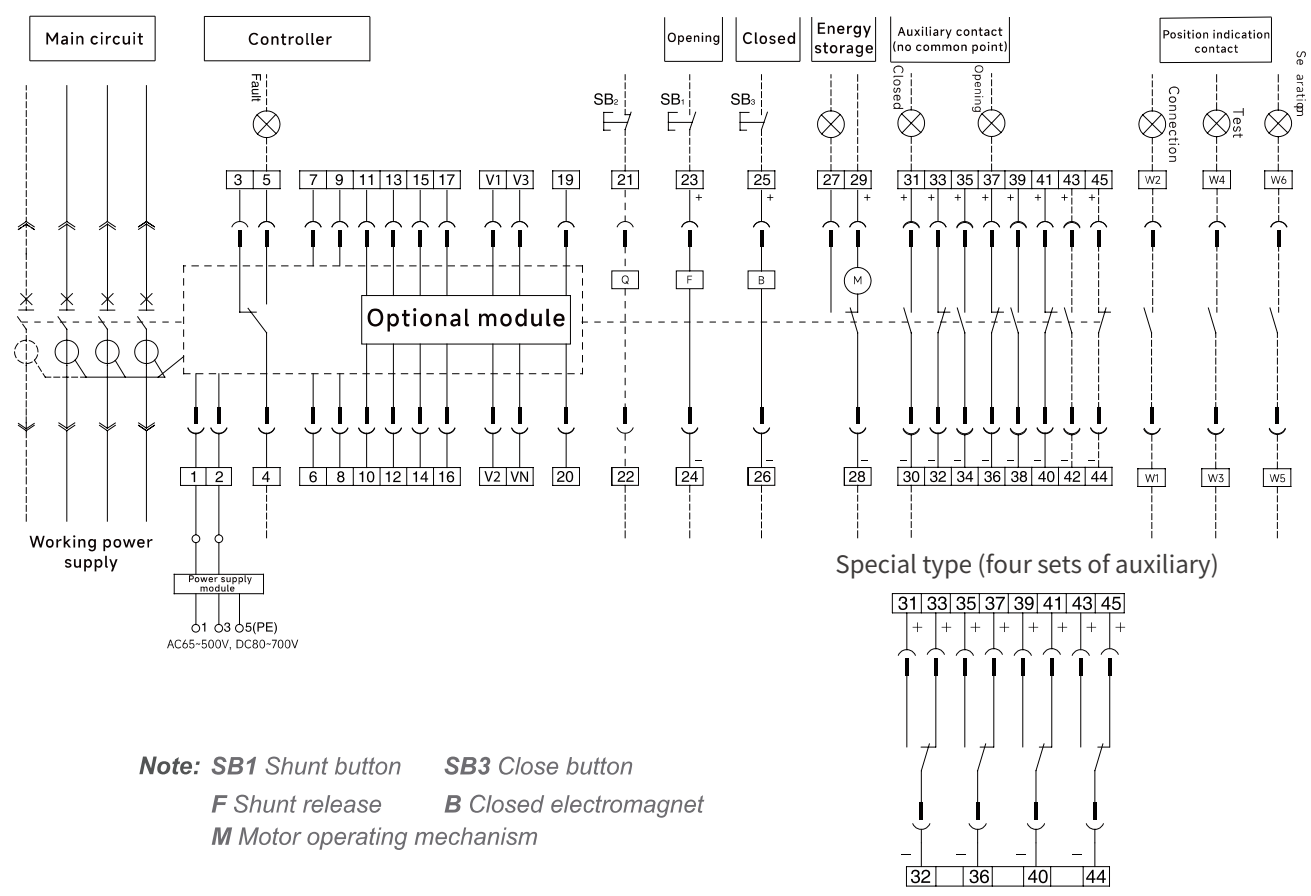 Main circuit
Controller
Opening
Closed
Energy
storage
Auxiliary contact
(no common point)
Position indication
contact
Fault
SB₂
SB₁
SB₃
Closed
Opening
Connection
Test
Se aration
3 5 7 9 11 13 15 17 V1 V3 19 21 23 25 27 29 31 33 35 37 39 41 43 45 W2 W4 W6
+ + + + + + + + + + +
Q F B M
Optional module
− − − − − − − − − − −
1 2 4 6 8 10 12 14 16 V2 VN 20 22 24 26 28 30 32 34 36 38 40 42 44 W1 W3 W5
Working power
supply
Power supply
module
1 3 5(PE)
AC65~500V, DC80~700V
Special type (four sets of auxiliary)
31 33 35 37 39 41 43 45
+ + + + + + + +
− − − −
32 36 40 44
Note: SB1 Shunt button SB3 Close button
F Shunt release B Closed electromagnet
M Motor operating mechanism